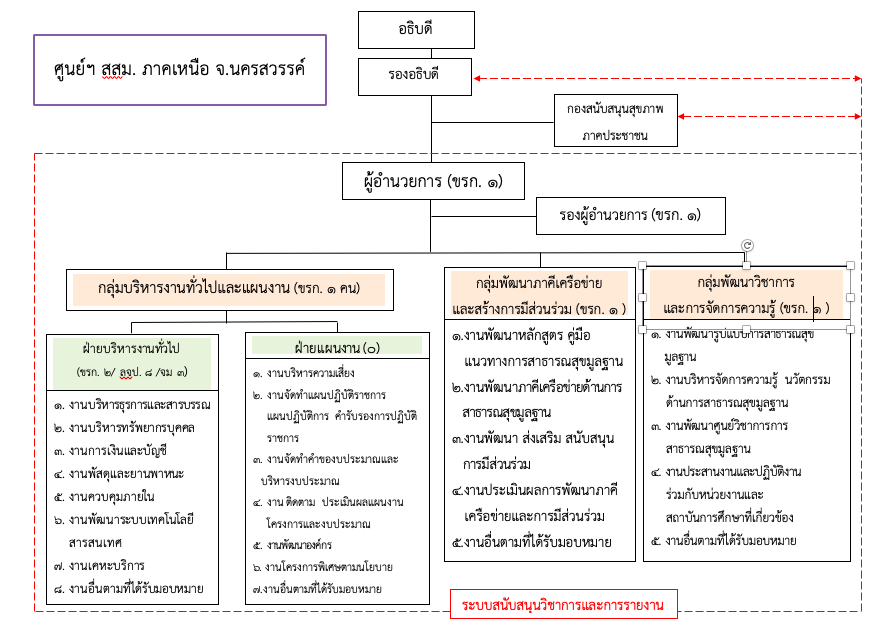 อธิบดี
ศูนย์ฯ สสม. ภาคเหนือ จ.นครสวรรค์
รองอธิบดี
กองสนับสนุนสุขภาพ
ภาคประชาชน
ผู้อำนวยการ (ขรก. ๑)
รองผู้อำนวยการ (ขรก. ๑)
กลุ่มบริหารงานทั่วไปและแผนงาน (ขรก. ๑ คน)
ฝ่ายบริหารงานทั่วไป
(ขรก. ๒/ ลจป. ๘ /จม ๓)
๑. งานบริหารธุรการและสารบรรณ
๒. งานบริหารทรัพยากรบุคคล
๓. งานการเงินและบัญชี
๔. งานพัสดุและยานพาหนะ
๕. งานควบคุมภายใน
๖. งานพัฒนาระบบเทคโนโลยี
สารสนเทศ
๗. งานเคหะบริการ
๘. งานอื่นตามที่ได้รับมอบหมาย
ฝ่ายแผนงาน (๐)
๑. งานบริหารความเสี่ยง
๒. งานจัดทำแผนปฏิบัติราชการ
แผนปฏิบัติการ คำรับรองการปฏิบัติ
ราชการ
๓. งานจัดทำคำของบประมาณและ
บริหารงบประมาณ
๔. งาน ติดตาม ประเมินผลแผนงาน
โครงการและงบประมาณ
๕. งานพัฒนาองค์กร
๖. งานโครงการพิเศษตามนโยบาย
๗.งานอื่นตามที่ได้รับมอบหมาย
กลุ่มพัฒนาภาคีเครือข่าย
และสร้างการมีส่วนร่วม (ขรก. ๑ )
๑.งานพัฒนาหลักสูตร คู่มือ
แนวทางการสาธารณสุขมูลฐาน
๒.งานพัฒนาภาคีเครือข่ายด้านการ
สาธารณสุขมูลฐาน
๓.งานพัฒนา ส่งเสริม สนับสนุน
การมีส่วนร่วม
๔.งานประเมินผลการพัฒนาภาคี
เครือข่ายและการมีส่วนร่วม
๕.งานอื่นตามที่ได้รับมอบหมาย
กลุ่มพัฒนาวิชาการ
และการจัดการความรู้ (ขรก. ๑ )
๑. งานพัฒนารูปแบบการสาธารณสุข
มูลฐาน
๒. งานบริหารจัดการความรู้ นวัตกรรม
ด้านการสาธารณสุขมูลฐาน
๓. งานพัฒนาศูนย์วิชาการการ
สาธารณสุขมูลฐาน
๔. งานประสานงานและปฏิบัติงาน
ร่วมกับหน่วยงานและ
สถาบันการศึกษาที่เกี่ยวข้อง
๕. งานอื่นตามที่ได้รับมอบหมาย
ระบบสนับสนุนวิชาการและการรายงาน